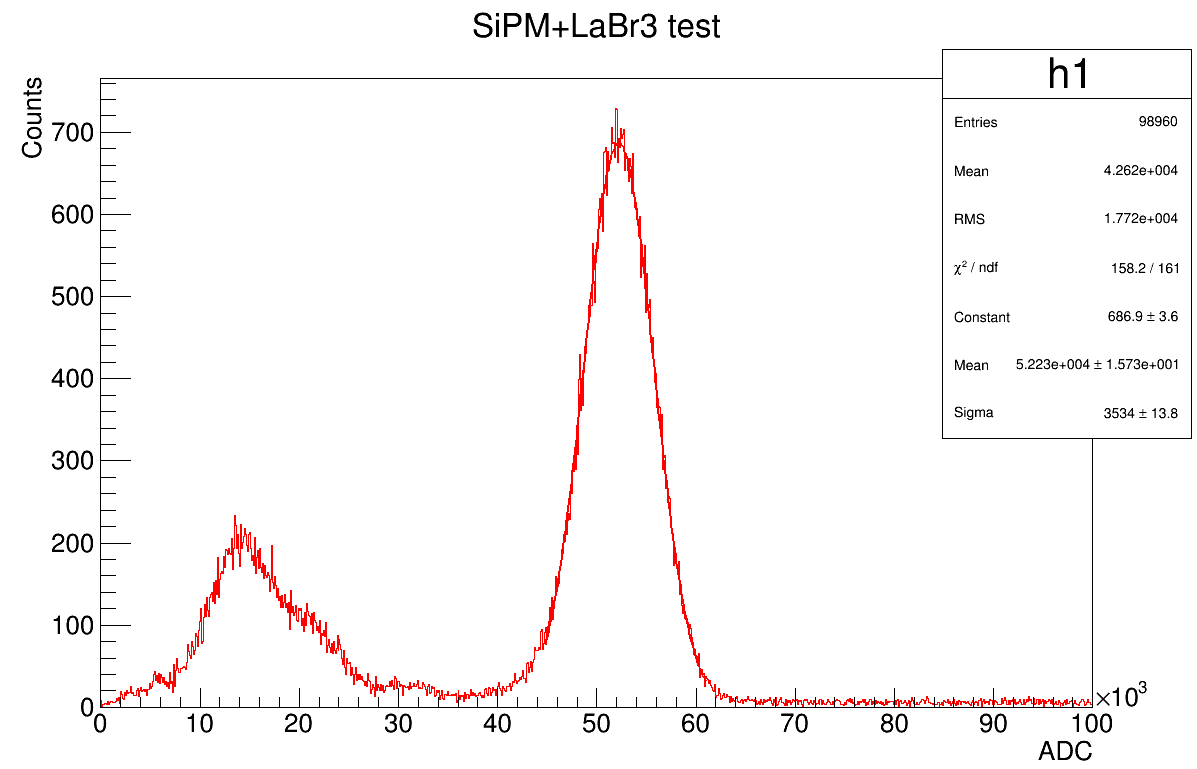 SiPM+LaBr3 test
h1
Entries 98960
Mean 4.262e+004
RMS 1.772e+004
χ² / ndf 158.2 / 161
Constant 686.9 ± 3.6
Mean 5.223e+004 ± 1.573e+001
Sigma 3534 ± 13.8
Counts
700
600
500
400
300
200
100
0
0 10 20 30 40 50 60 70 80 90 100
×10³
ADC